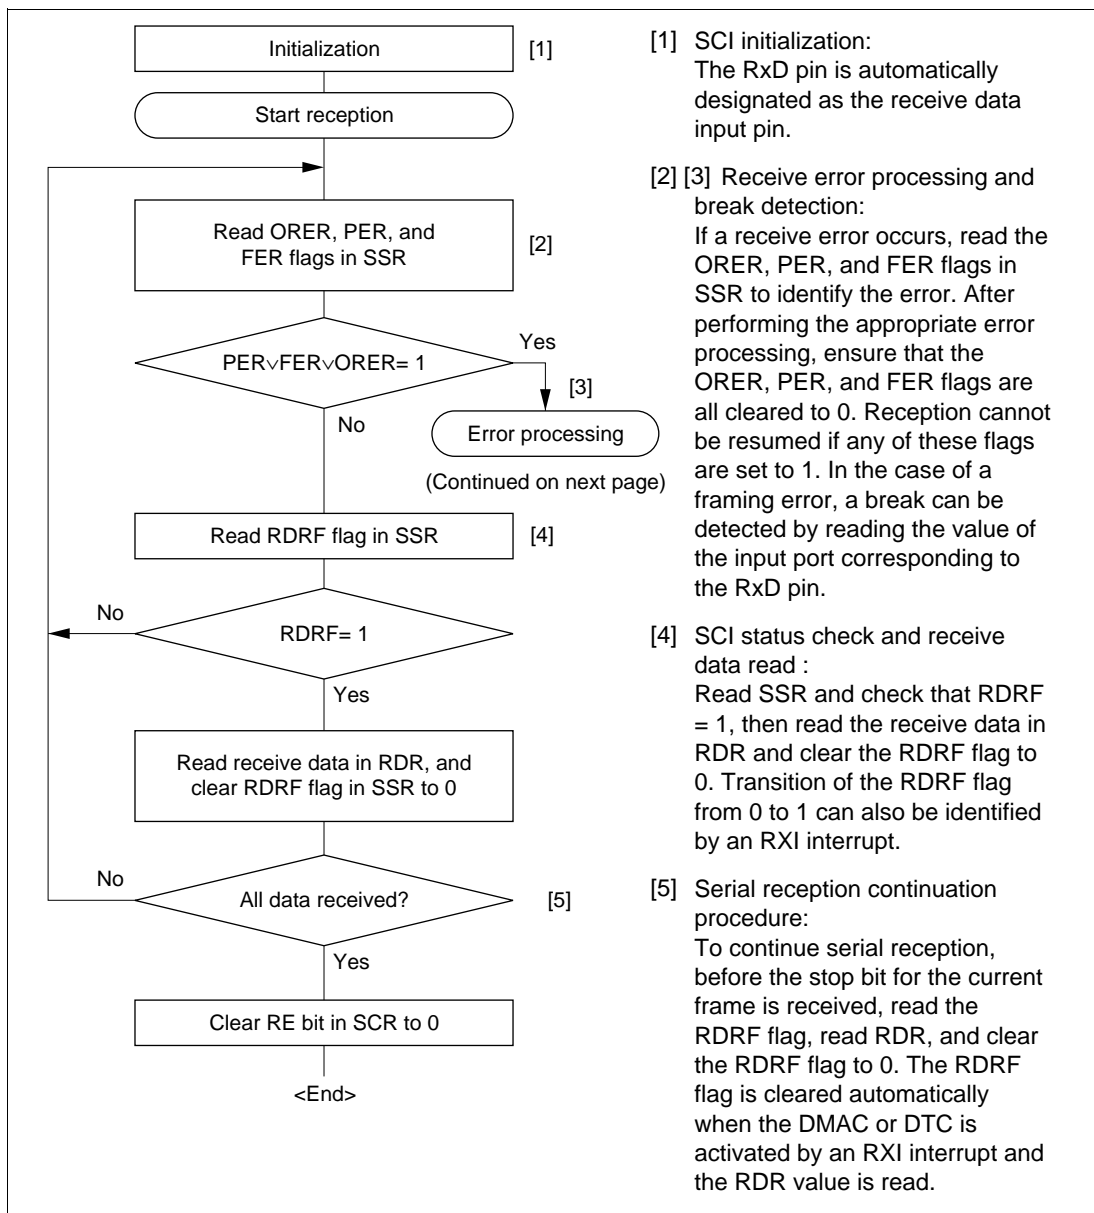 Initialization
[1]
Start reception
Read ORER, PER, and
FER flags in SSR
[2]
PER∨FER∨ORER= 1
Yes
[3]
No
Error processing
(Continued on next page)
Read RDRF flag in SSR
[4]
No
RDRF= 1
Yes
Read receive data in RDR, and
clear RDRF flag in SSR to 0
No
All data received?
[5]
Yes
Clear RE bit in SCR to 0
<End>
[1] SCI initialization:
The RxD pin is automatically
designated as the receive data
input pin.
[2] [3] Receive error processing and
break detection:
If a receive error occurs, read the
ORER, PER, and FER flags in
SSR to identify the error. After
performing the appropriate error
processing, ensure that the
ORER, PER, and FER flags are
all cleared to 0. Reception cannot
be resumed if any of these flags
are set to 1. In the case of a
framing error, a break can be
detected by reading the value of
the input port corresponding to
the RxD pin.
[4] SCI status check and receive
data read :
Read SSR and check that RDRF
= 1, then read the receive data in
RDR and clear the RDRF flag to
0. Transition of the RDRF flag
from 0 to 1 can also be identified
by an RXI interrupt.
[5] Serial reception continuation
procedure:
To continue serial reception,
before the stop bit for the current
frame is received, read the
RDRF flag, read RDR, and clear
the RDRF flag to 0. The RDRF
flag is cleared automatically
when the DMAC or DTC is
activated by an RXI interrupt and
the RDR value is read.